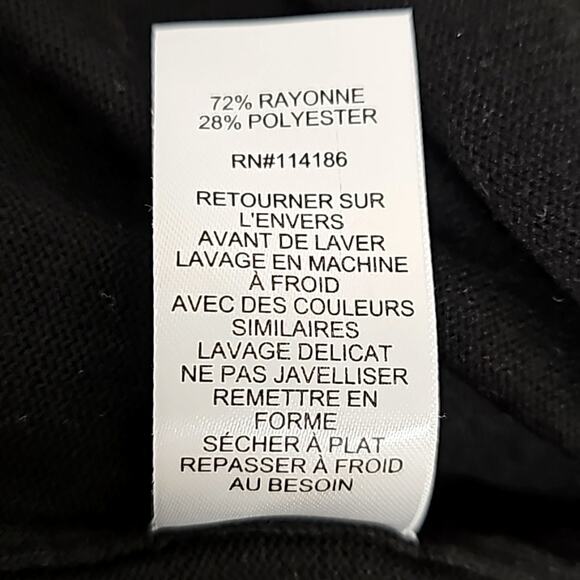 72% RAYONNE
28% POLYESTER
RN#114186
RETOURNER SUR
L'ENVERS
AVANT DE LAVER
LAVAGE EN MACHINE
À FROID
AVEC DES COULEURS
SIMILAIRES
LAVAGE DELICAT
NE PAS JAVELLISER
REMETTRE EN
FORME
SÉCHER À PLAT
REPASSER À FROID
AU BESOIN